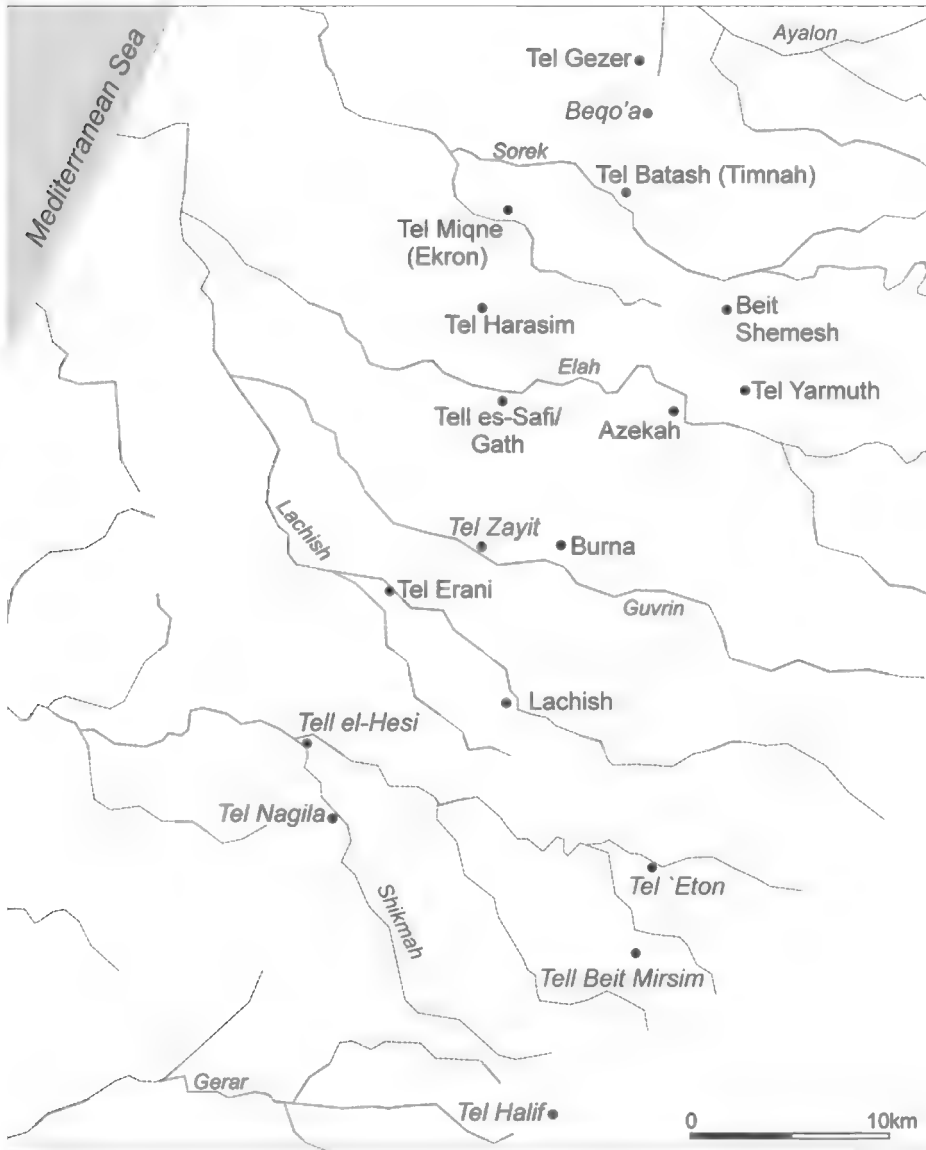 Ayalon
Tel Gezer
Mediterranean Sea
Beqo'a
Sorek
Tel Batash (Timnah)
Tel Miqne
(Ekron)
Tel Harasim
Beit
Shemesh
Elah
Tel Yarmuth
Tell es-Safi/
Gath
Azekah
Lachish
Tel Zayit
Burna
Tel Erani
Guvrin
Lachish
Tell el-Hesi
Tel Nagila
Tel `Eton
Shikmah
Tell Beit Mirsim
Gerar
Tel Halif
0 10km